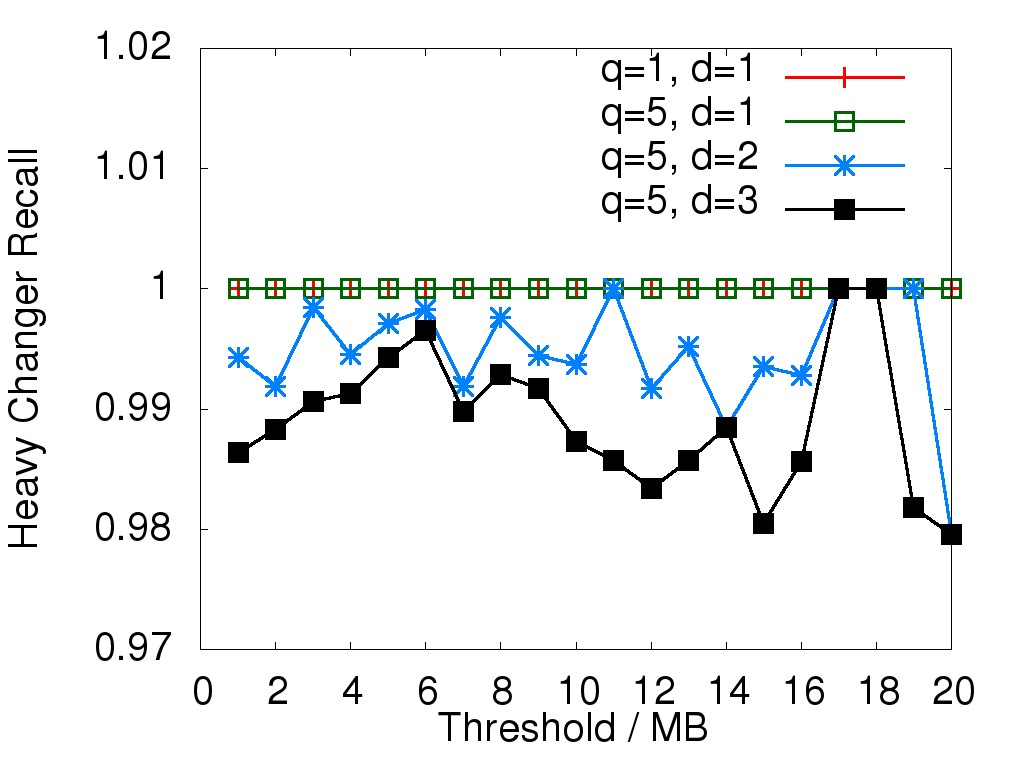 1.02
1.01
1
0.99
0.98
0.97
Heavy Changer Recall
q=1, d=1
q=5, d=1
q=5, d=2
q=5, d=3
0 2 4 6 8 10 12 14 16 18 20
Threshold / MB